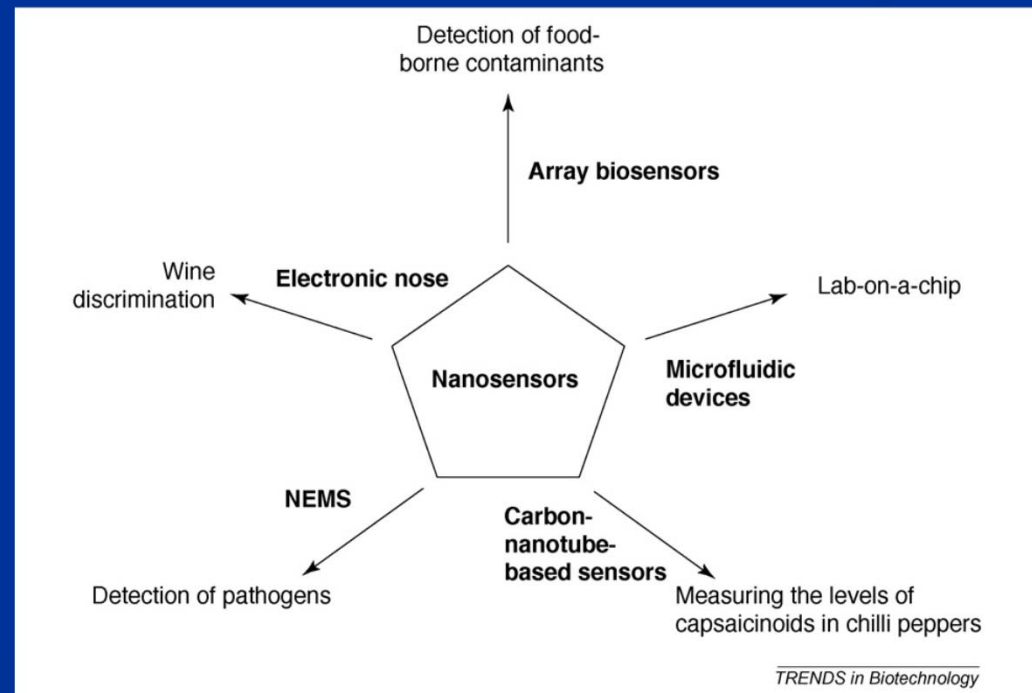 Detection of food-
borne contaminants
Array biosensors
Wine
discrimination
Electronic nose
Lab-on-a-chip
Nanosensors
Microfluidic
devices
NEMS
Carbon-
nanotube-
based sensors
Detection of pathogens
Measuring the levels of
capsaicinoids in chilli peppers
TRENDS in Biotechnology